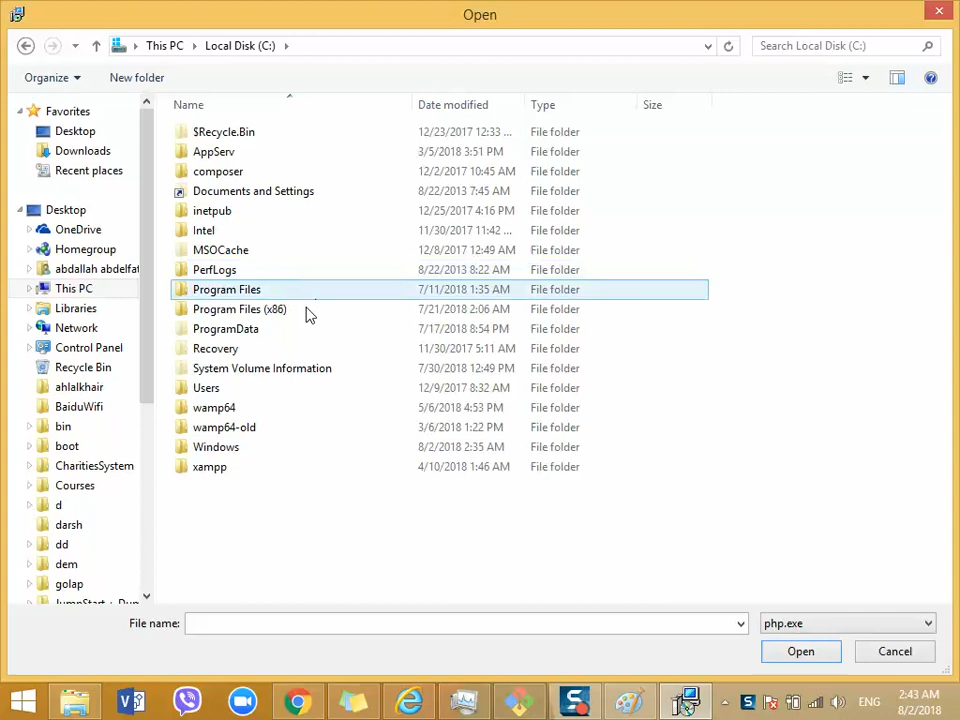 Open
This PC Local Disk (C:) Search Local Disk (C:)
Organize New folder
Name Date modified Type Size
Favorites
Desktop
Downloads
Recent places
Desktop
OneDrive
Homegroup
abdallah abdelfat
This PC
Libraries
Network
Control Panel
Recycle Bin
ahlalkhair
BaiduWifi
bin
boot
CharitiesSystem
Courses
d
darsh
dd
dem
golap
$Recycle.Bin 12/23/2017 12:33 ... File folder
AppServ 3/5/2018 3:51 PM File folder
composer 12/2/2017 10:45 AM File folder
Documents and Settings 8/22/2013 7:45 AM File folder
inetpub 12/25/2017 4:16 PM File folder
Intel 11/30/2017 11:42 ... File folder
MSOCache 12/8/2017 12:49 AM File folder
PerfLogs 8/22/2013 8:22 AM File folder
Program Files 7/11/2018 1:35 AM File folder
Program Files (x86) 7/21/2018 2:06 AM File folder
ProgramData 7/17/2018 8:54 PM File folder
Recovery 11/30/2017 5:11 AM File folder
System Volume Information 7/30/2018 12:49 PM File folder
Users 12/9/2017 8:32 AM File folder
wamp64 5/6/2018 4:53 PM File folder
wamp64-old 3/6/2018 1:22 PM File folder
Windows 8/2/2018 2:35 AM File folder
xampp 4/10/2018 1:46 AM File folder
File name: php.exe
Open Cancel
ENG 2:43 AM
8/2/2018